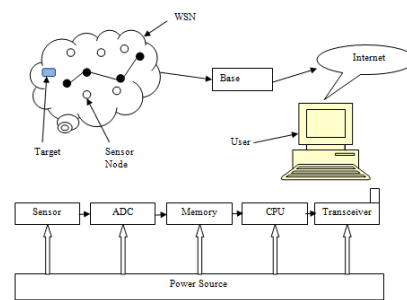 WSN
Internet
Base
User
Target
Sensor
Node
Sensor
ADC
Memory
CPU
Transceiver
Power Source